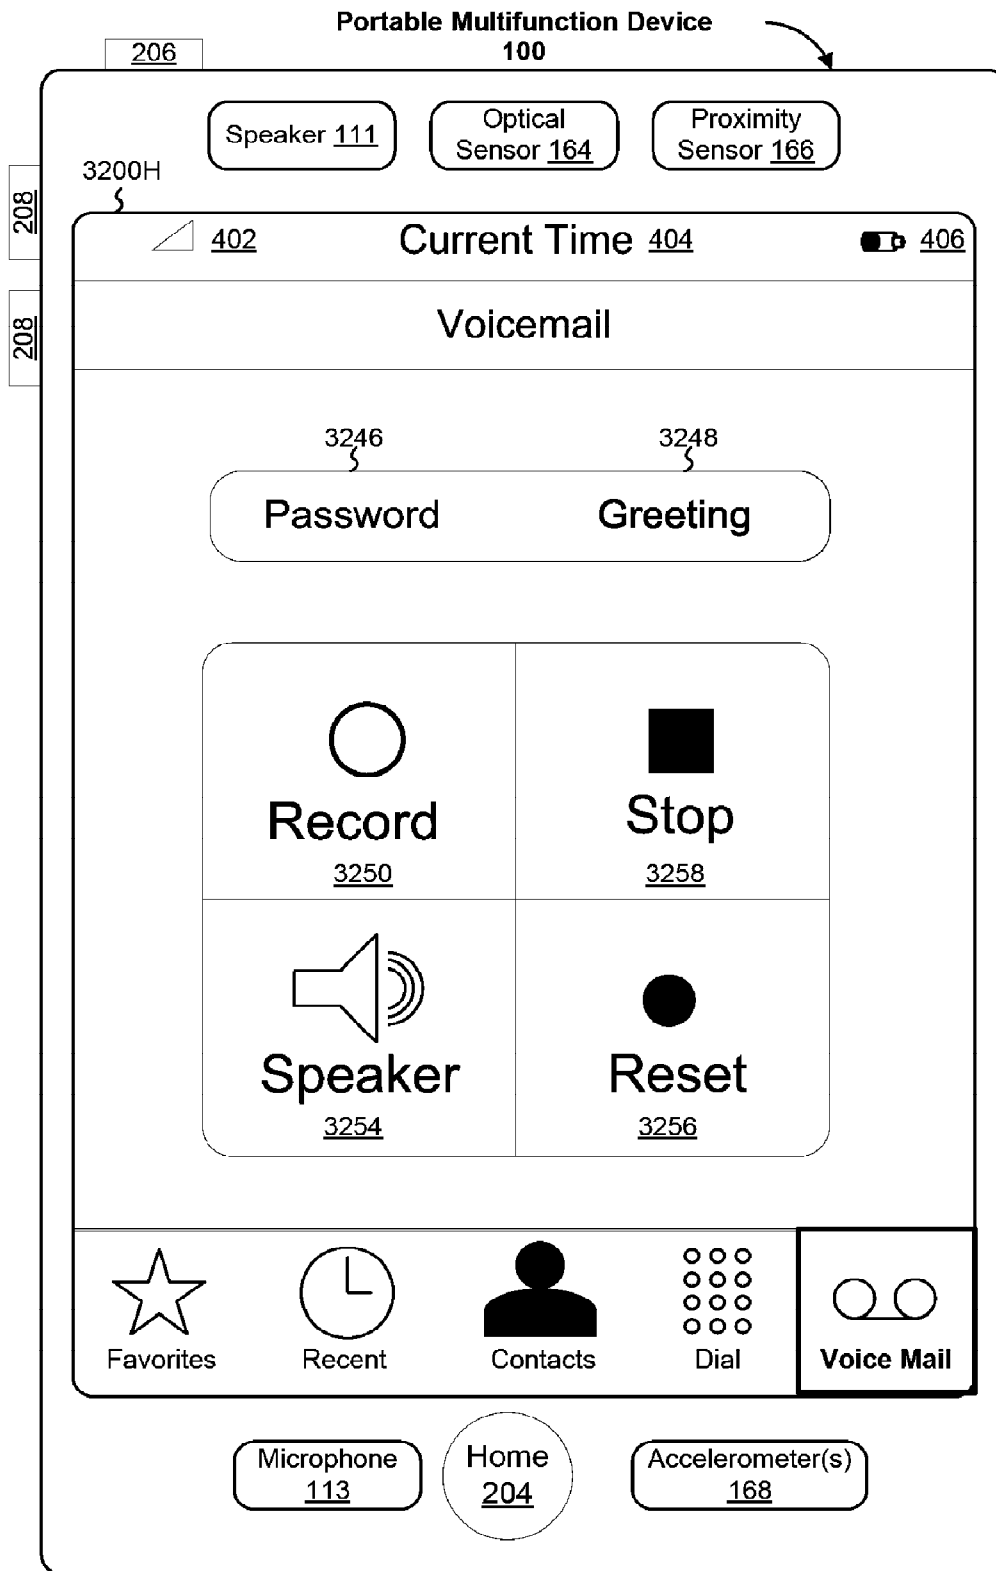 Portable Multifunction Device
100
206
Speaker 111
Optical
Sensor 164
Proximity
Sensor 166
3200H
208
402
Current Time 404
406
208
Voicemail
3246
3248
Password
Greeting
Record
3250
Stop
3258
Speaker
3254
Reset
3256
Favorites
Recent
Contacts
Dial
Voice Mail
Microphone
113
Home
204
Accelerometer(s)
168